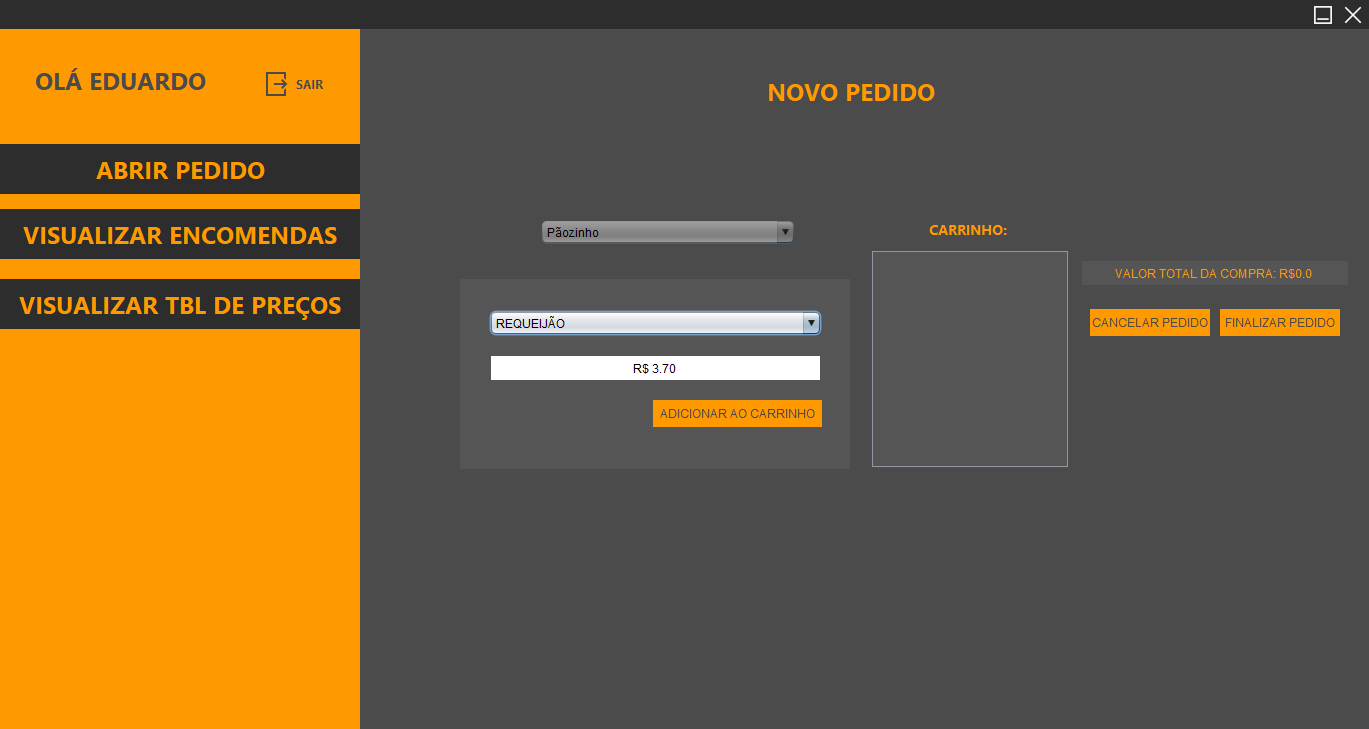 OLÁ EDUARDO
SAIR
ABRIR PEDIDO
VISUALIZAR ENCOMENDAS
VISUALIZAR TBL DE PREÇOS
NOVO PEDIDO
Pãozinho
REQUEIJÃO
R$ 3.70
ADICIONAR AO CARRINHO
CARRINHO:
VALOR TOTAL DA COMPRA: R$0.0
CANCELAR PEDIDO
FINALIZAR PEDIDO